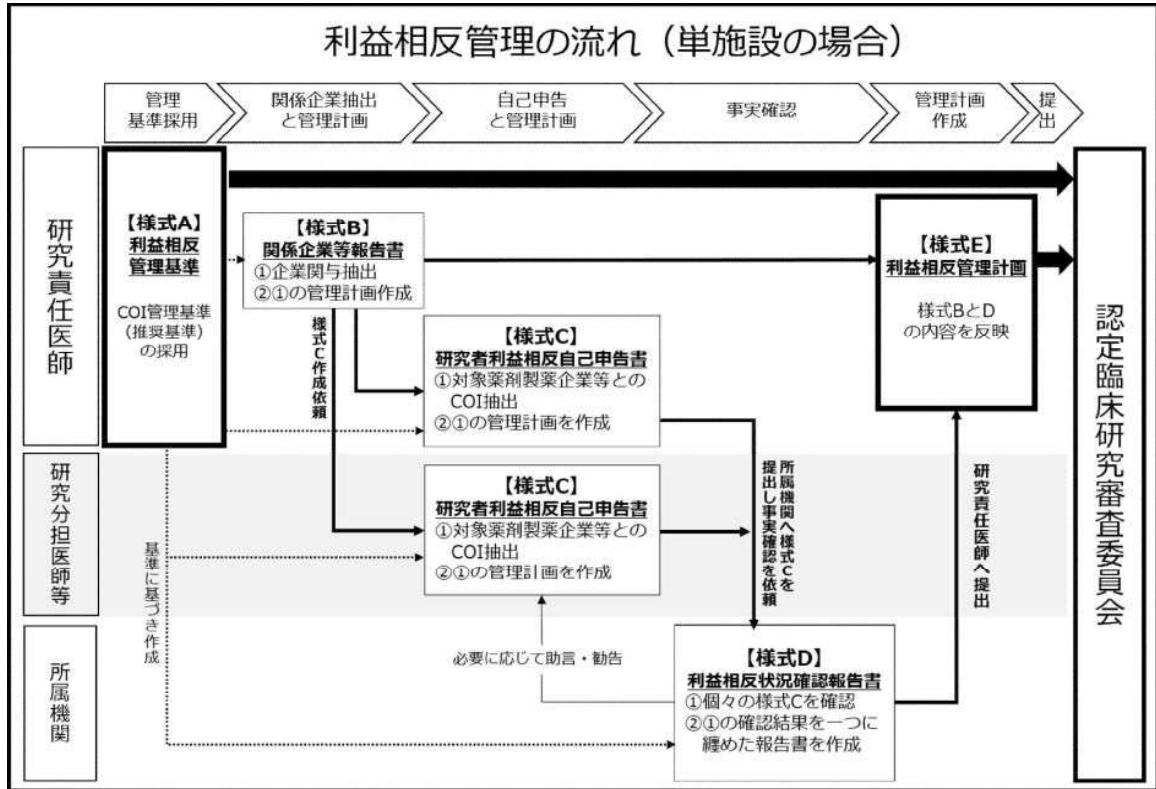 利益相反管理の流れ（単施設の場合）
管理
基準採用
関係企業抽出
と管理計画
自己申告
と管理計画
事実確認
管理計画
作成
提
出
研究責任医師
【様式A】
利益相反
管理基準
COI管理基準
(推奨基準)
の採用
【様式B】
関係企業等報告書
①企業関与抽出
②①の管理計画作成
様式C作成依頼
【様式C】
研究者利益相反自己申告書
①対象薬剤製薬企業等との
COI抽出
②①の管理計画を作成
【様式E】
利益相反管理計画
様式BとD
の内容を反映
認定臨床研究審査委員会
研究分担医師等
【様式C】
研究者利益相反自己申告書
①対象薬剤製薬企業等との
COI抽出
②①の管理計画を作成
所属機関へ様式Cを
提出し事実確認を依頼
研究責任医師へ提出
基準に基づき作成
所属機関
必要に応じて助言・勧告
【様式D】
利益相反状況確認報告書
①個々の様式Cを確認
②①の確認結果を一つに
纏めた報告書を作成